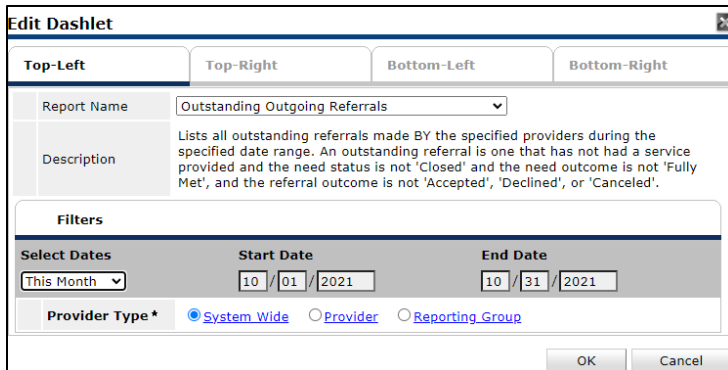 Edit Dashlet
Top-Left Top-Right Bottom-Left Bottom-Right
Report Name Outstanding Outgoing Referrals
Description Lists all outstanding referrals made BY the specified providers during the
specified date range. An outstanding referral is one that has not had a service
provided and the need status is not 'Closed' and the need outcome is not 'Fully
Met', and the referral outcome is not 'Accepted', 'Declined', or 'Canceled'.
Filters
Select Dates Start Date End Date
This Month 10 / 01 / 2021 10 / 31 / 2021
Provider Type* System Wide Provider Reporting Group
OK Cancel